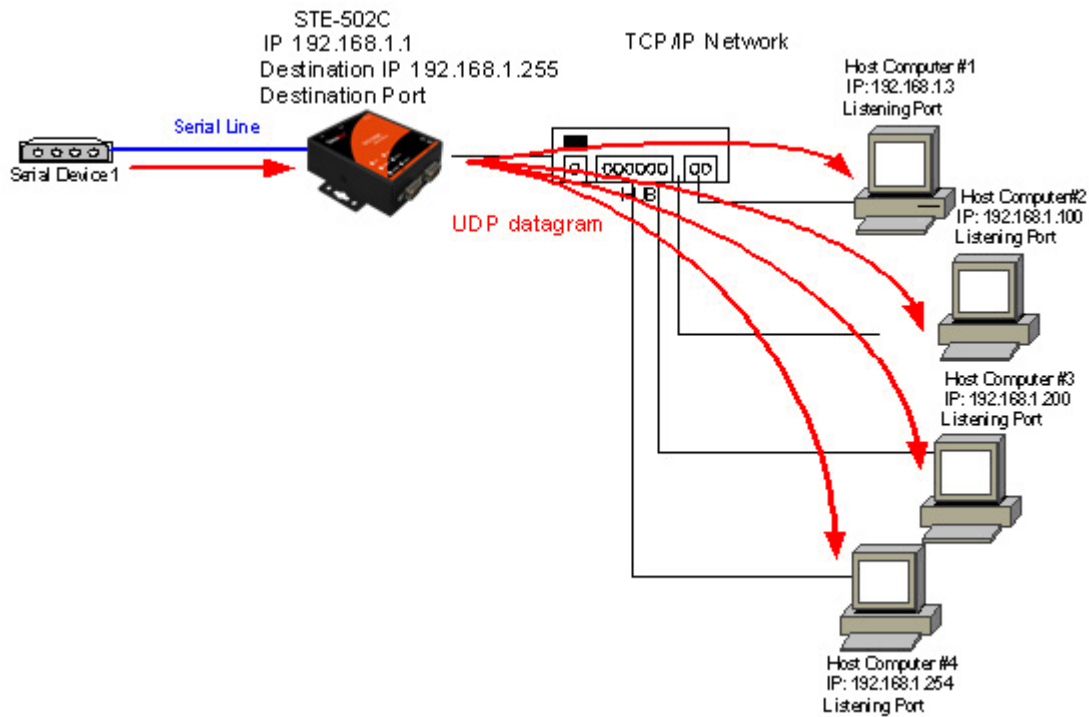 STE-502C
IP 192.168.1.1
Destination IP 192.168.1.255
Destination Port
TCP/IP Network
Serial Line
Serial Device 1
HUB
UDP datagram
Host Computer #1
IP: 192.168.1.3
Listening Port
Host Computer#2
IP: 192.168.1.100
Listening Port
Host Computer #3
IP: 192.168.1.200
Listening Port
Host Computer #4
IP: 192.168.1.254
Listening Port